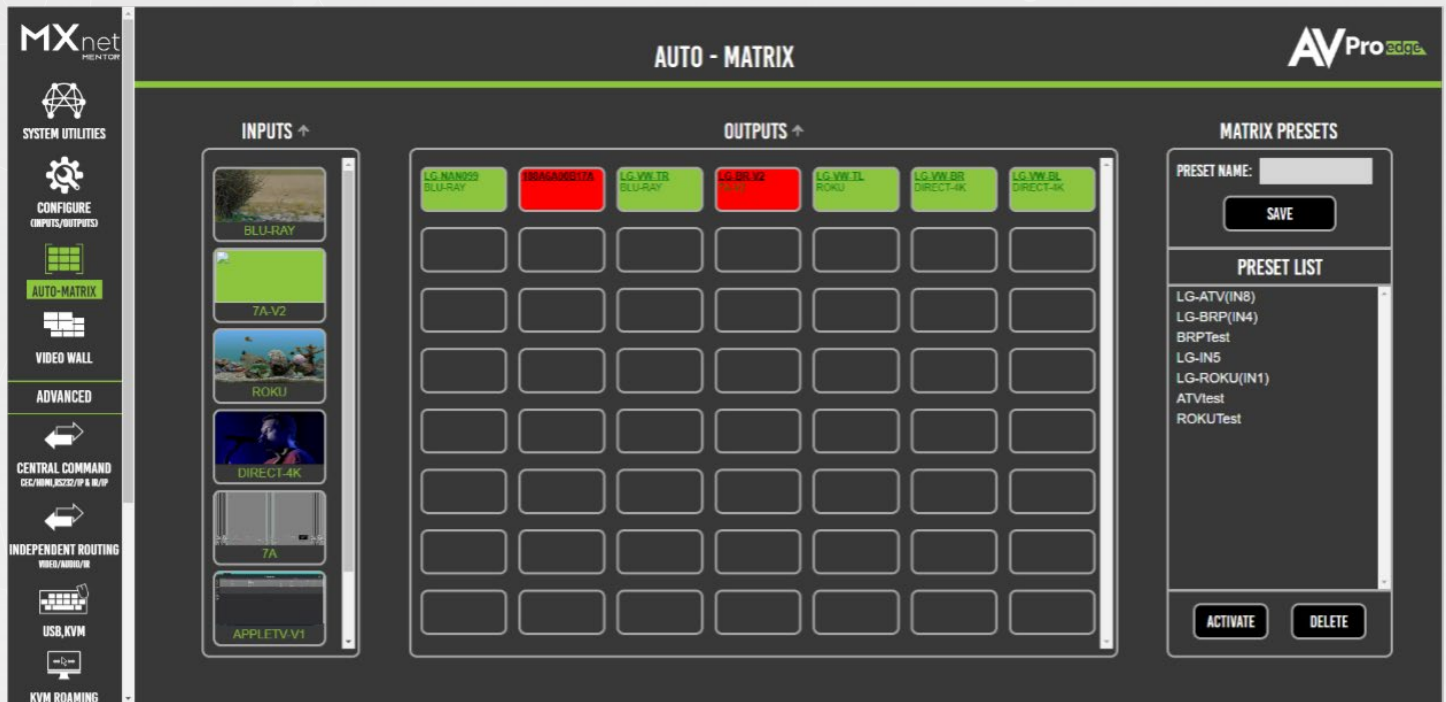 MXnet
MENTOR
SYSTEM UTILITIES
CONFIGURE
(INPUTS/OUTPUTS)
AUTO-MATRIX
VIDEO WALL
ADVANCED
CENTRAL COMMAND
CEC/HDMI,RS232/IP & IR/IP
INDEPENDENT ROUTING
VIDEO/AUDIO/IR
USB,KVM
KVM ROAMING
AUTO - MATRIX
AVPro edge
INPUTS ↑
BLU-RAY
7A-V2
ROKU
DIRECT-4K
7A
APPLETV-V1
OUTPUTS ↑
LG-NAN099
BLU-RAY
LG-VW-TR
BLU-RAY
LG-BR-V2
7A-V2
LG-VW-TL
ROKU
LG-VW-BR
DIRECT-4K
LG-VW-BL
DIRECT-4K
MATRIX PRESETS
PRESET NAME:
SAVE
PRESET LIST
LG-ATV(IN8)
LG-BRP(IN4)
BRPTest
LG-IN5
LG-ROKU(IN1)
ATVtest
ROKUTest
ACTIVATE
DELETE